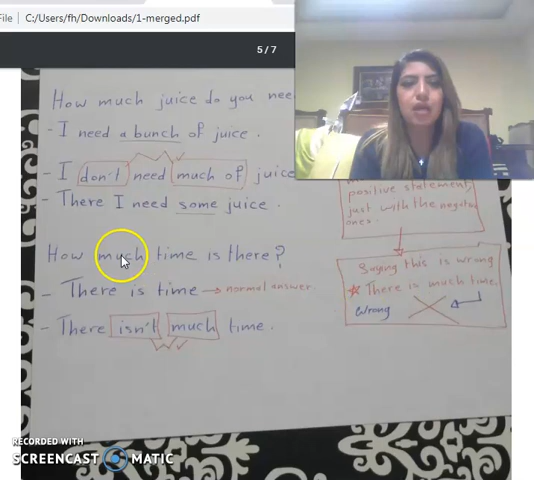 File C:/Users/fh/Downloads/1-merged.pdf
5/7
How much juice do you nee
- I need a bunch of juice.
- I don't need much of juice
- There I need some juice.
positive statement,
just with the negative
ones.
How much time is there?
- There is time → normal answer.
- There isn't much time.
Saying this is wrong
* There is much time.
Wrong
RECORDED WITH
SCREENCAST MATIC